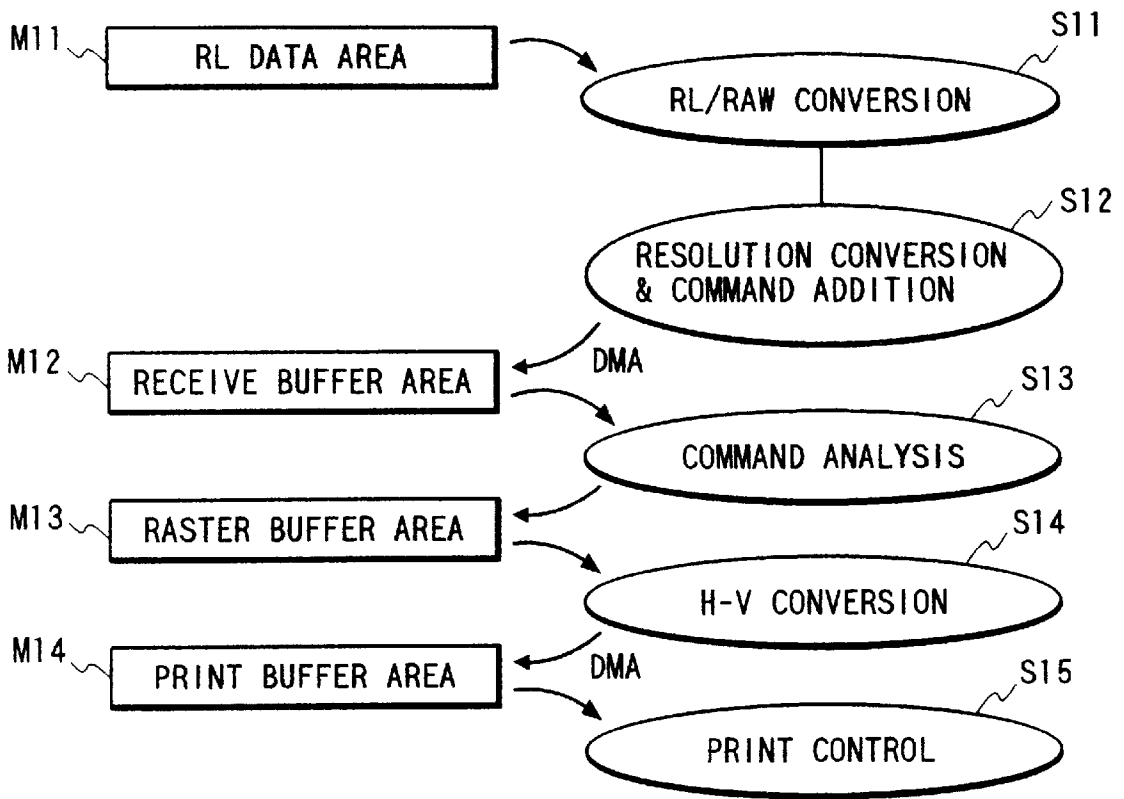 M11
RL DATA AREA
S11
RL/RAW CONVERSION
S12
RESOLUTION CONVERSION
& COMMAND ADDITION
DMA
M12
RECEIVE BUFFER AREA
S13
COMMAND ANALYSIS
M13
RASTER BUFFER AREA
S14
H-V CONVERSION
DMA
M14
PRINT BUFFER AREA
S15
PRINT CONTROL